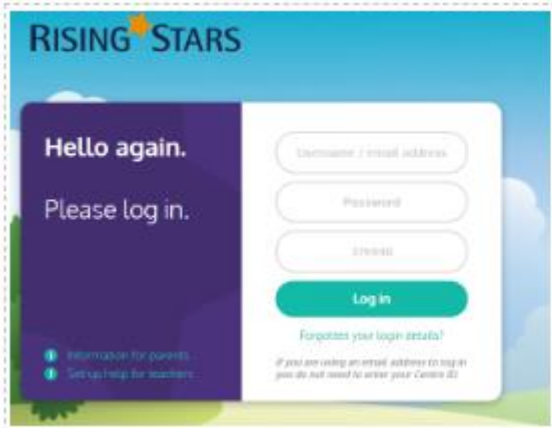 RISING STARS
Hello again.
Please log in.
Username / email address
Password
Log in
Forgotten your login details?
Information for parents
Set up help for teachers
If you are using an email address to log in
you do not need to enter your Centre ID.